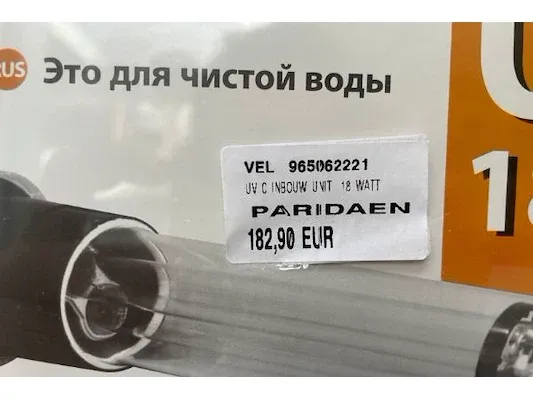 RUS Это для чистой воды
VEL 965062221
UV C INBOUW UNIT 18 WATT
PARIDAEN
182,90 EUR